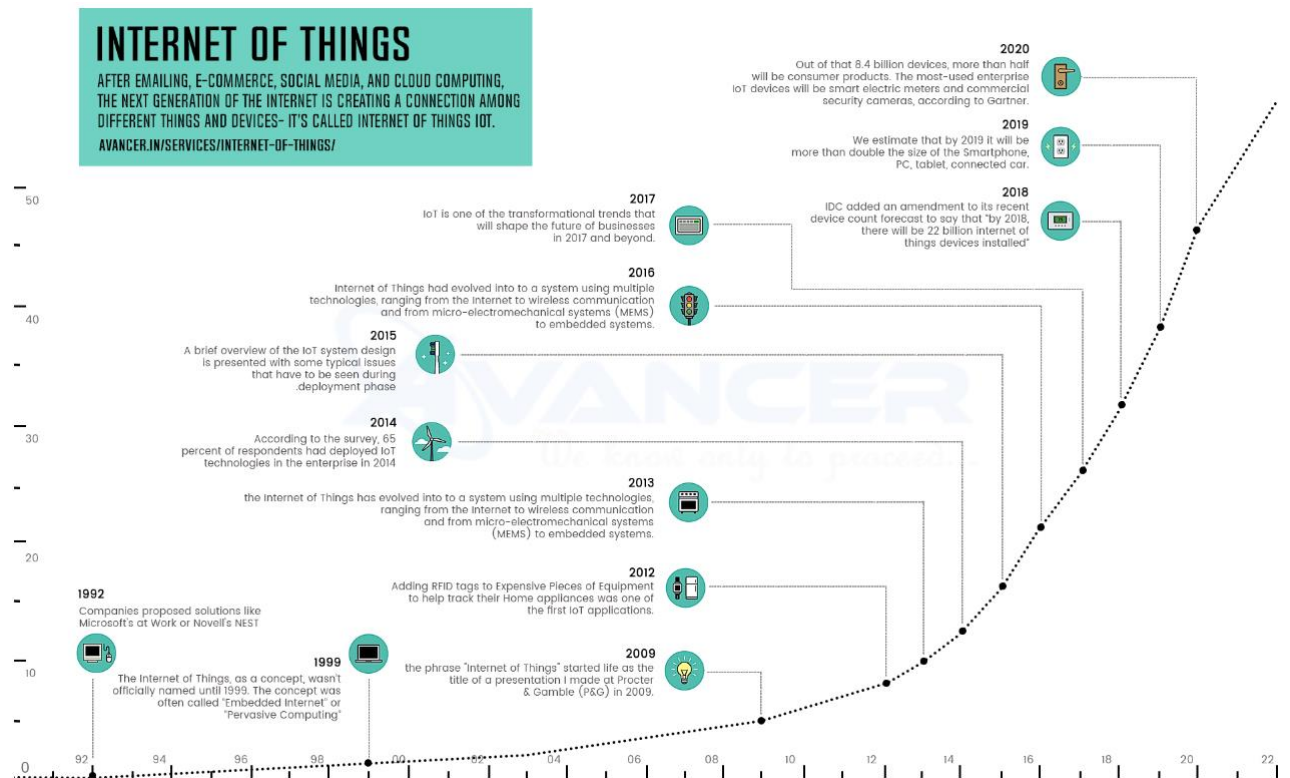 INTERNET OF THINGS
AFTER EMAILING, E-COMMERCE, SOCIAL MEDIA, AND CLOUD COMPUTING,
THE NEXT GENERATION OF THE INTERNET IS CREATING A CONNECTION AMONG
DIFFERENT THINGS AND DEVICES- IT'S CALLED INTERNET OF THINGS IOT.
AVANCER.IN/SERVICES/INTERNET-OF-THINGS/
2020
Out of that 8.4 billion devices, more than half
will be consumer products. The most-used enterprise
IoT devices will be smart electric meters and commercial
security cameras, according to Gartner.
2019
We estimate that by 2019 it will be
more than double the size of the Smartphone,
PC, tablet, connected car.
2018
IDC added an amendment to its recent
device count forecast to say that "by 2018,
there will be 22 billion internet of
things devices installed"
2017
IoT is one of the transformational trends that
will shape the future of businesses
in 2017 and beyond.
2016
Internet of Things had evolved into to a system using multiple
technologies, ranging from the Internet to wireless communication
and from micro-electromechanical systems (MEMS)
to embedded systems.
2015
A brief overview of the IoT system design
is presented with some typical issues
that have to be seen during
.deployment phase
2014
According to the survey, 65
percent of respondents had deployed IoT
technologies in the enterprise in 2014
2013
the Internet of Things has evolved into to a system using multiple technologies,
ranging from the Internet to wireless communication
and from micro-electromechanical systems
(MEMS) to embedded systems.
2012
Adding RFID tags to Expensive Pieces of Equipment
to help track their Home appliances was one of
the first IoT applications.
2009
the phrase "Internet of Things" started life as the
title of a presentation I made at Procter
& Gamble (P&G) in 2009.
1992
Companies proposed solutions like
Microsoft's at Work or Novell's NEST
1999
The Internet of Things, as a concept, wasn't
officially named until 1999. The concept was
often called "Embedded Internet" or
"Pervasive Computing"
AVANCER
We know only to proceed...
50
40
30
20
10
0
92 94 96 98 00 02 04 06 08 10 12 14 16 18 20 22